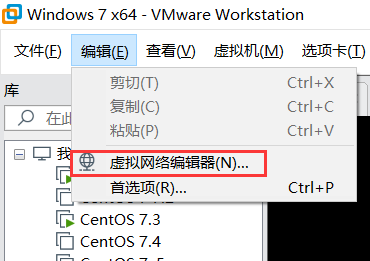 Windows 7 x64 - VMware Workstation
文件(F) 编辑(E) 查看(V) 虚拟机(M) 选项卡(T)
库
剪切(T) Ctrl+X
复制(C) Ctrl+C
粘贴(P) Ctrl+V
虚拟网络编辑器(N)...
首选项(R)... Ctrl+P
在此
我
CentOS 7.3
CentOS 7.4